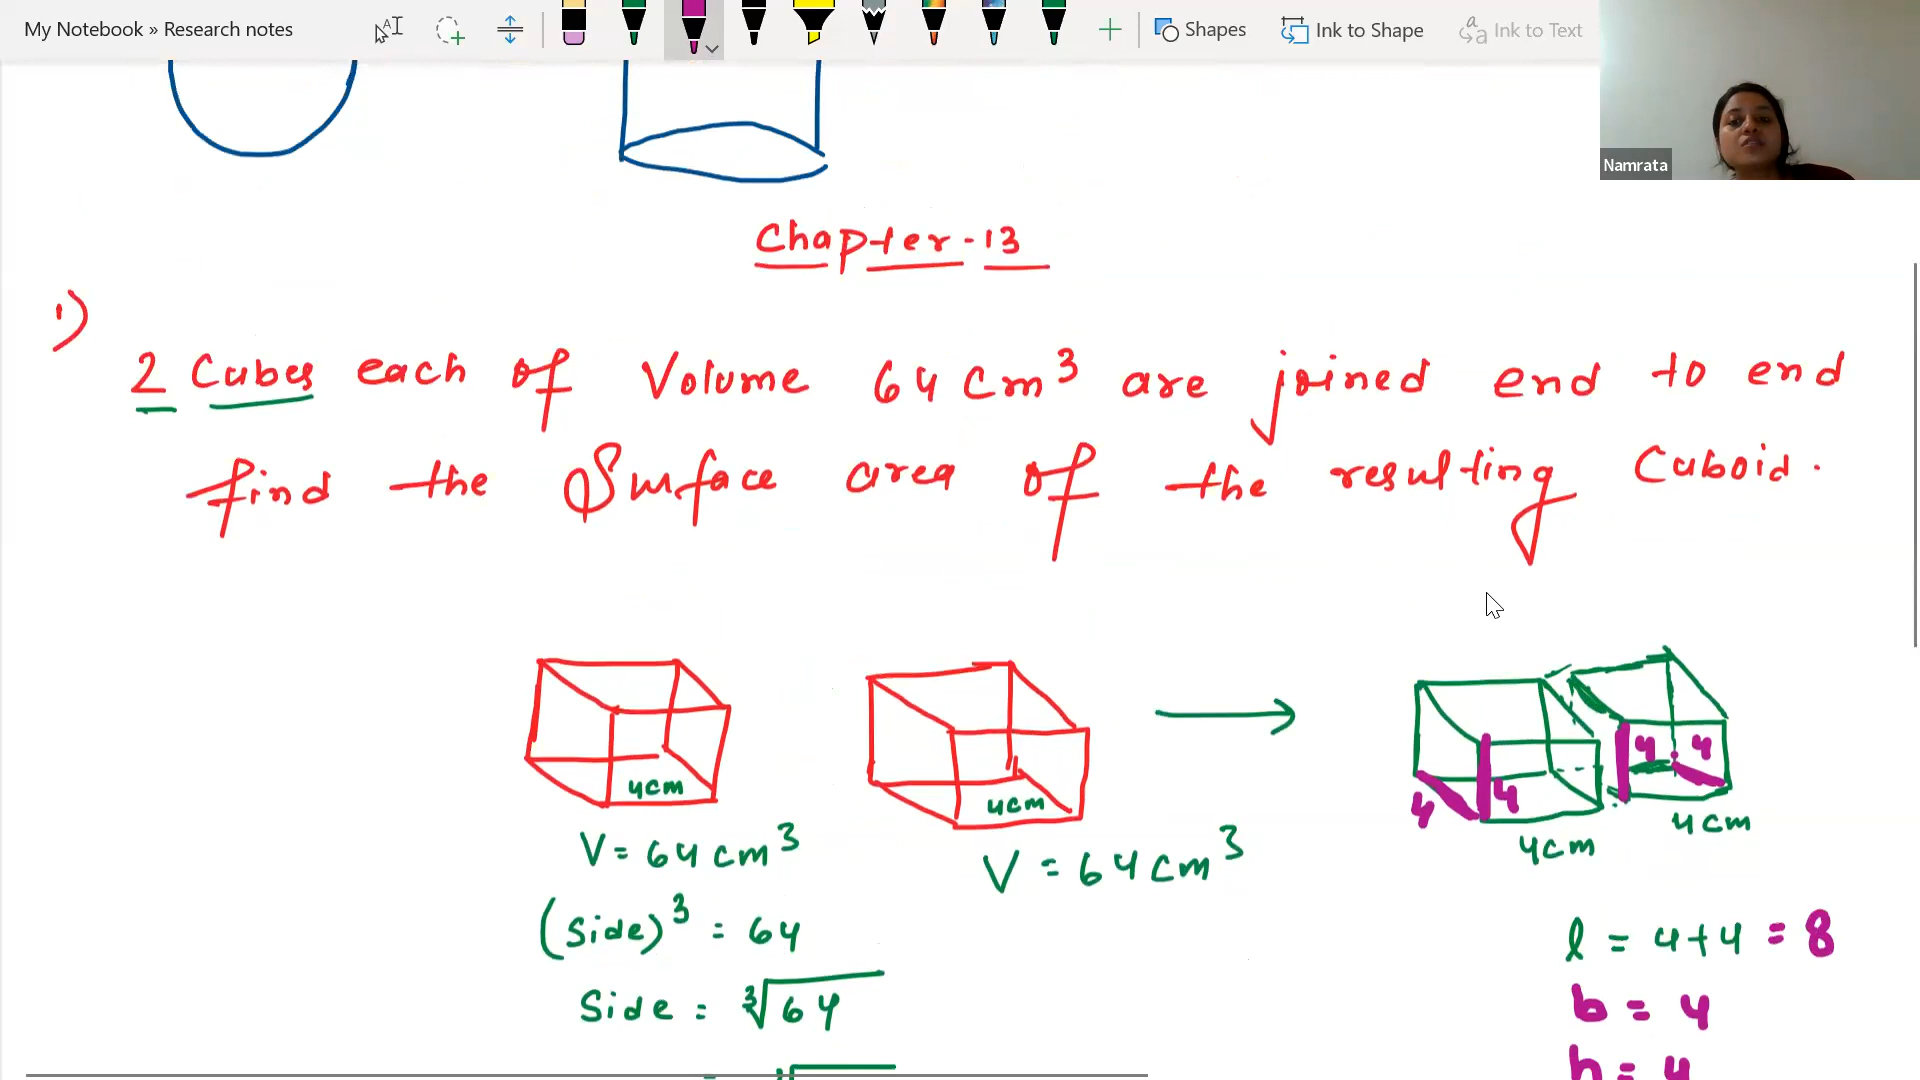 My Notebook » Research notes
Shapes
Ink to Shape
Ink to Text
Namrata
Chapter-13
1)
2 Cubes each of Volume 64 Cm³ are joined end to end
find the Surface area of the resulting Cuboid.
4cm
4cm
4
4
4
4
4cm
4cm
V = 64 cm³
V = 64 cm³
(Side)³ = 64
l = 4+4 = 8
Side = ∛64
b = 4
h = 4